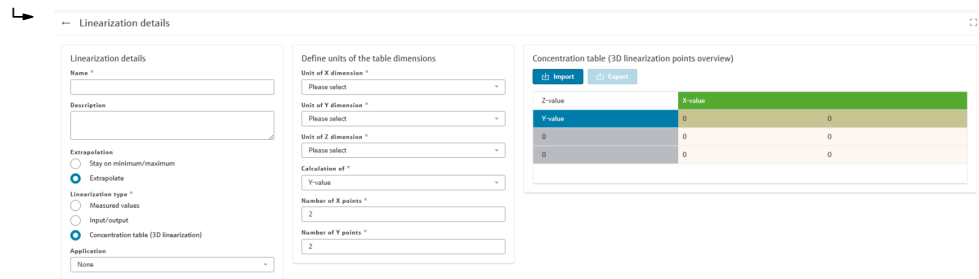 ← Linearization details
Linearization details
Name *
Description
Extrapolation
Stay on minimum/maximum
Extrapolate
Linearization type *
Measured values
Input/output
Concentration table (3D linearization)
Application
None
Define units of the table dimensions
Unit of X dimension *
Please select
Unit of Y dimension *
Please select
Unit of Z dimension *
Please select
Calculation of *
Y-value
Number of X points *
2
Number of Y points *
2
Concentration table (3D linearization points overview)
Import Export
Z-value X-value
Y-value 0 0
0 0 0
0 0 0